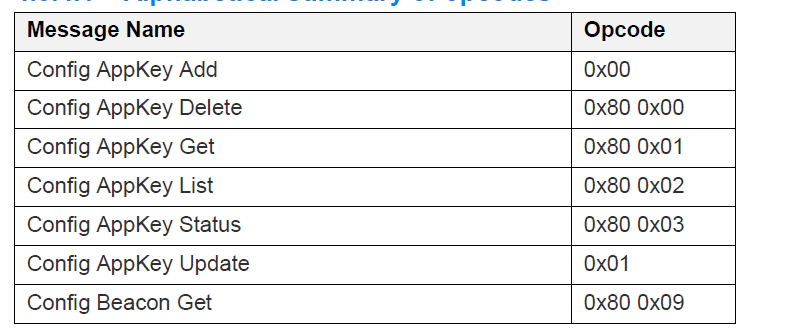 Message Name Opcode
Config AppKey Add 0x00
Config AppKey Delete 0x80 0x00
Config AppKey Get 0x80 0x01
Config AppKey List 0x80 0x02
Config AppKey Status 0x80 0x03
Config AppKey Update 0x01
Config Beacon Get 0x80 0x09